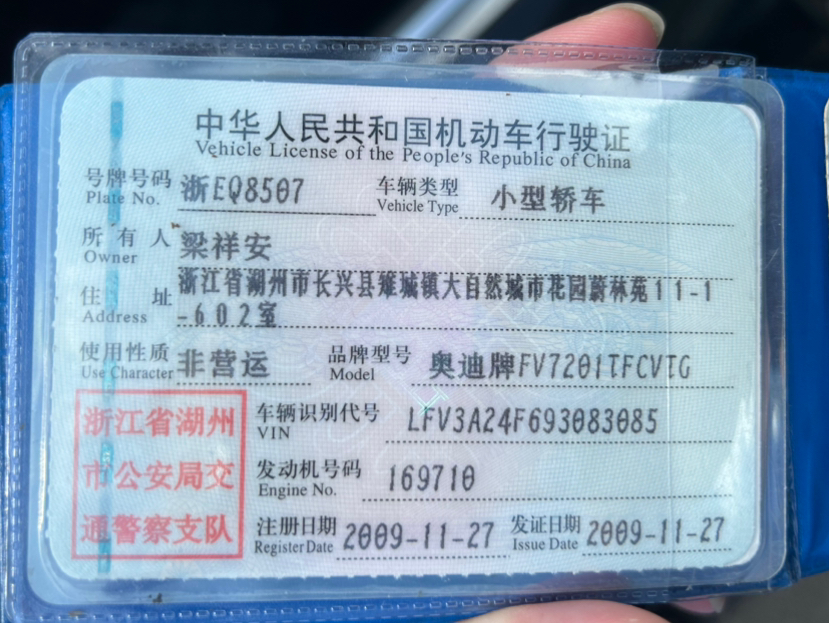 中华人民共和国机动车行驶证
Vehicle License of the People's Republic of China
号牌号码 浙EQ8507 车辆类型 小型轿车
Plate No. Vehicle Type
所有人 梁祥安
Owner
住址 浙江省湖州市长兴县雉城镇大自然城市花园蔚林苑11-1
Address -602室
使用性质 非营运 品牌型号 奥迪牌FV7201TFCVTG
Use Character Model
浙江省湖州 车辆识别代号 LFV3A24F693083085
VIN
市公安局交 发动机号码 169710
Engine No.
通警察支队 注册日期 2009-11-27 发证日期 2009-11-27
Register Date Issue Date